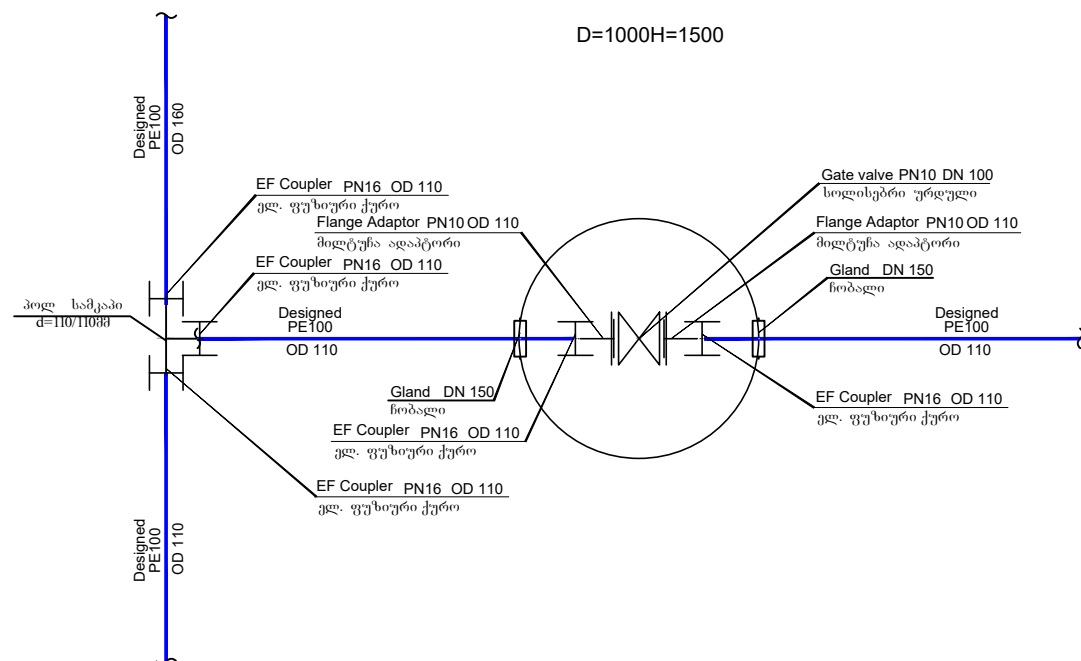 D=1000H=1500
Designed
PE100
OD 160
EF Coupler PN16 OD 110
ელ. ფუზიური ქურო
Gate valve PN10 DN 100
სოლისებრი ურდული
Flange Adaptor PN10 OD 110
მილტუჩა ადაპტორი
Flange Adaptor PN10 OD 110
მილტუჩა ადაპტორი
EF Coupler PN16 OD 110
ელ. ფუზიური ქურო
Gland DN 150
ჩობალი
პოლ სამკაპი
d=110/110მმ
Designed
PE100
OD 110
Designed
PE100
OD 110
Gland DN 150
ჩობალი
EF Coupler PN16 OD 110
ელ. ფუზიური ქურო
EF Coupler PN16 OD 110
ელ. ფუზიური ქურო
EF Coupler PN16 OD 110
ელ. ფუზიური ქურო
Designed
PE100
OD 110